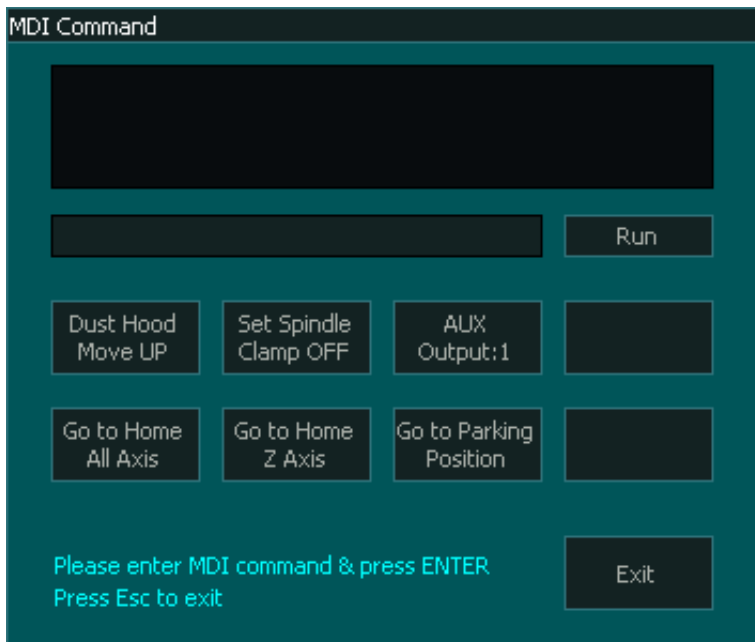 MDI Command
Run
Dust Hood
Move UP
Set Spindle
Clamp OFF
AUX
Output:1
Go to Home
All Axis
Go to Home
Z Axis
Go to Parking
Position
Please enter MDI command & press ENTER
Press Esc to exit
Exit